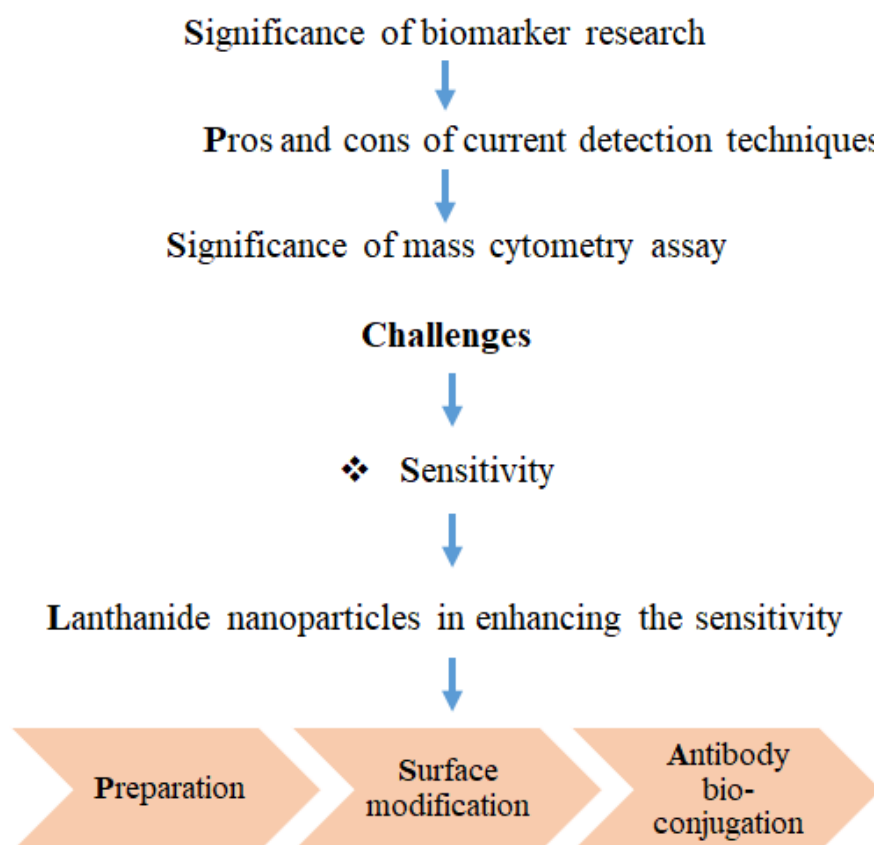 Significance of biomarker research
Pros and cons of current detection techniques
Significance of mass cytometry assay
Challenges
❖ Sensitivity
Lanthanide nanoparticles in enhancing the sensitivity
Preparation
Surface
modification
Antibody
bio-
conjugation